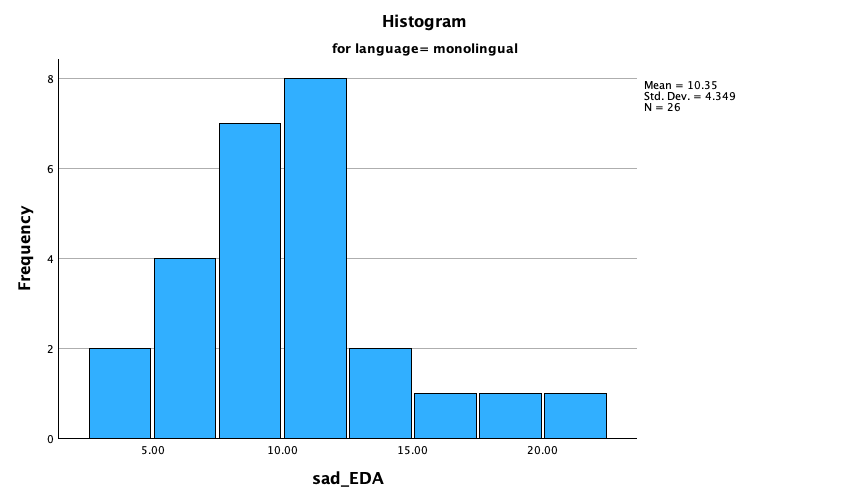 Histogram
for language= monolingual
Mean = 10.35
Std. Dev. = 4.349
N = 26
Frequency
8
6
4
2
0
5.00 10.00 15.00 20.00
sad_EDA